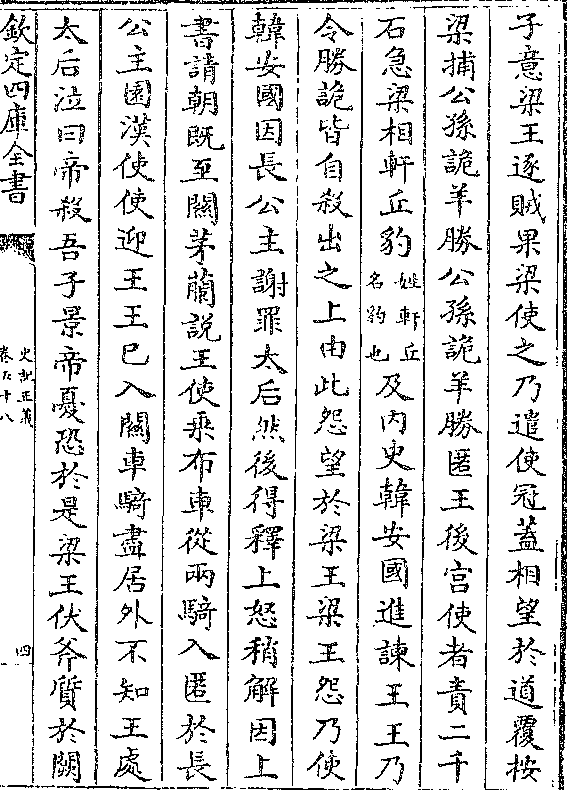 子意梁王逐賊果梁使之乃遣使冠蓋相望於道覆按
梁捕公孫詭羊勝公孫詭羊勝匿王後宫使者責二千
石急梁相軒丘豹姓軒丘名豹也及内史韓安國進諫王王乃
令勝詭皆自殺出之上由此怨望於梁王梁王怨乃使
韓安國因長公主謝罪太后然後得釋上怒稍解因上
書請朝既至闗茅蘭説王使乗布車從兩騎入匿於長
公主園漢使使迎王王已入闗車騎盡居外不知王處
太后泣曰帝殺吾子景帝憂恐於是梁王伏斧質於闕
欽定四庫全書
史記正義
卷五十八
四